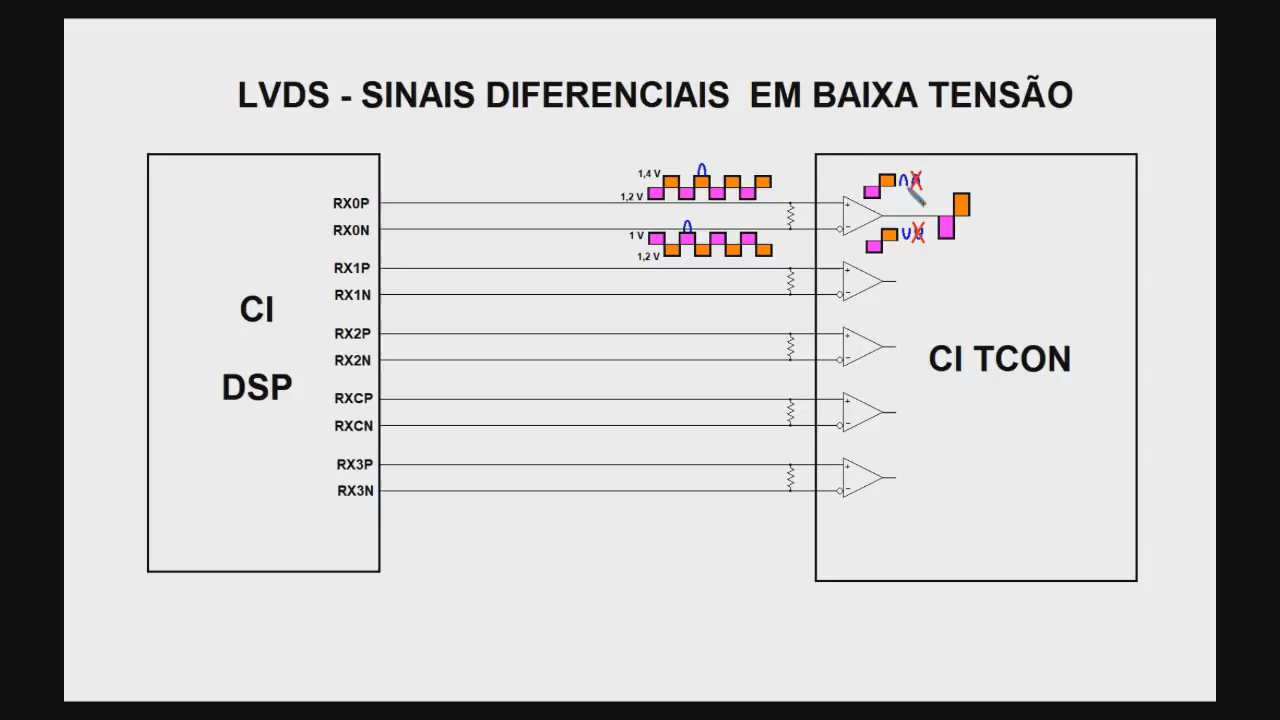 LVDS - SINAIS DIFERENCIAIS  EM BAIXA TENSÃO
1,4 V
1,2 V
1 V
1,2 V
RX0P
RX0N
RX1P
RX1N
RX2P
RX2N
RXCP
RXCN
RX3P
RX3N
CI
DSP
CI TCON